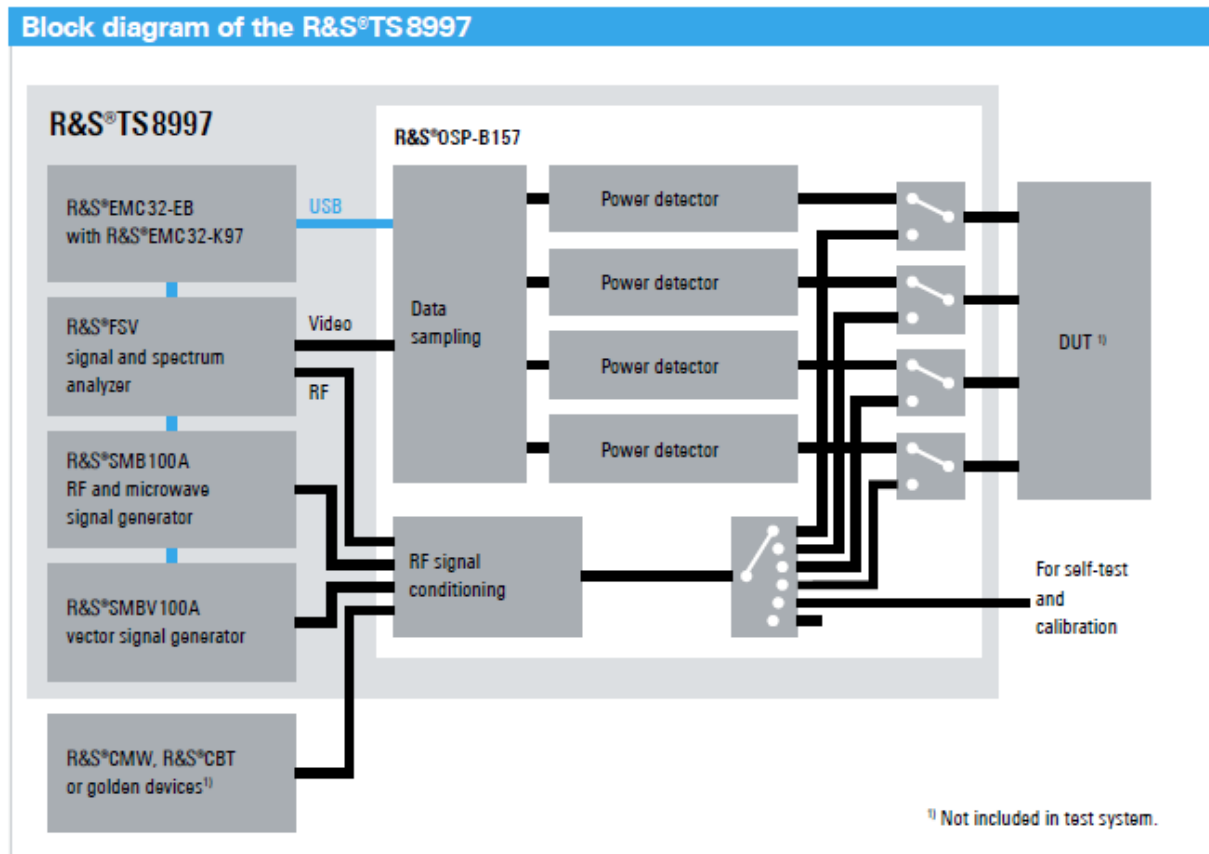 Block diagram of the R&S®TS 8997
R&S®TS 8997
R&S®OSP-B157
R&S®EMC32-EB
with R&S®EMC32-K97
USB
R&S®FSV
signal and spectrum
analyzer
Video
RF
R&S®SMB100A
RF and microwave
signal generator
R&S®SMBV100A
vector signal generator
R&S®CMW, R&S®CBT
or golden devices¹⁾
Data
sampling
Power detector
Power detector
Power detector
Power detector
RF signal
conditioning
DUT ¹⁾
For self-test
and
calibration
¹⁾ Not included in test system.